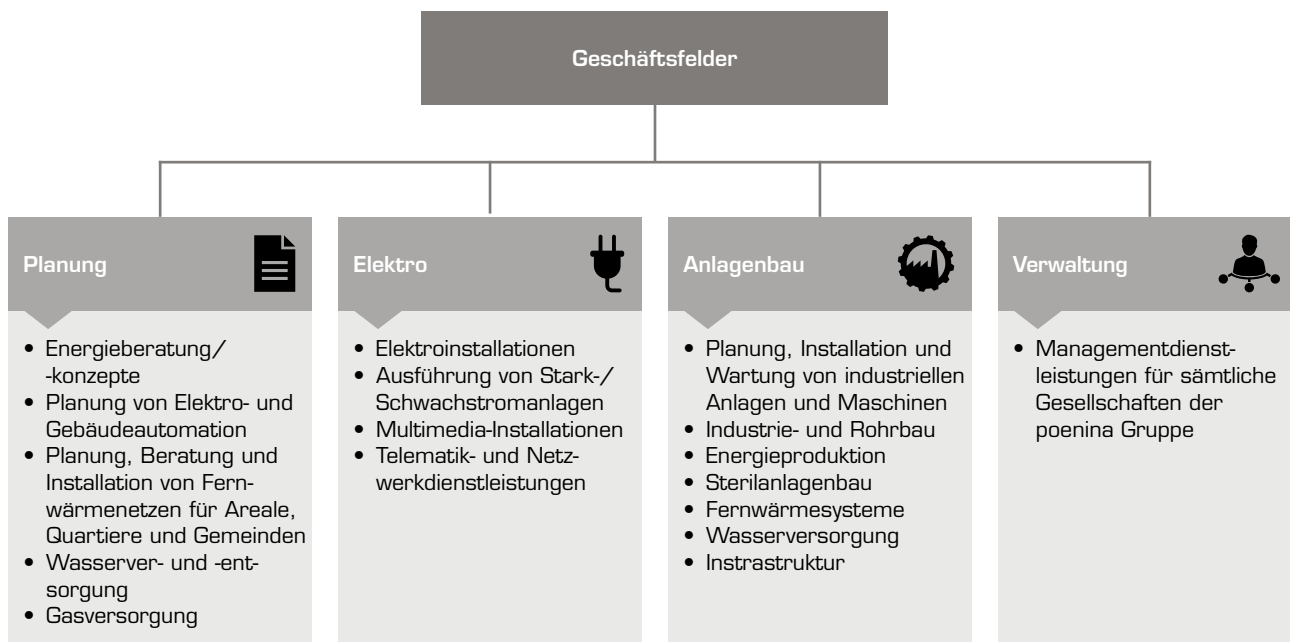 Geschäftsfelder
Planung
• Energieberatung/
-konzepte
• Planung von Elektro- und
Gebäudeautomation
• Planung, Beratung und
Installation von Fern-
wärmenetzen für Areale,
Quartiere und Gemeinden
• Wasserver- und -ent-
sorgung
• Gasversorgung
Elektro
• Elektroinstallationen
• Ausführung von Stark-/
Schwachstromanlagen
• Multimedia-Installationen
• Telematik- und Netz-
werkdienstleistungen
Anlagenbau
• Planung, Installation und
Wartung von industriellen
Anlagen und Maschinen
• Industrie- und Rohrbau
• Energieproduktion
• Sterilanlagenbau
• Fernwärmesysteme
• Wasserversorgung
• Instrastruktur
Verwaltung
• Managementdienst-
leistungen für sämtliche
Gesellschaften der
poenina Gruppe